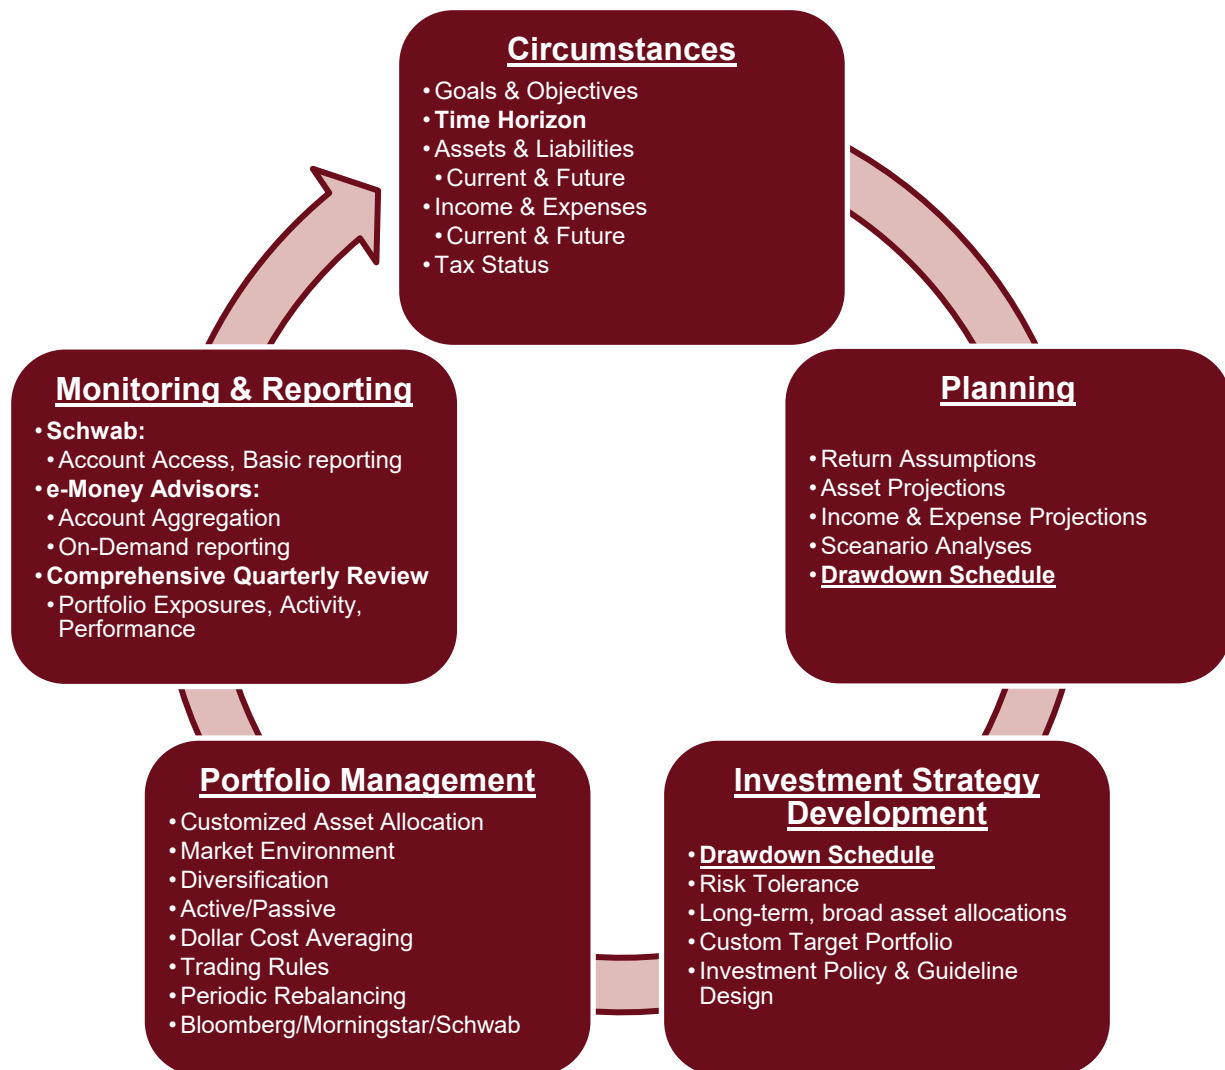 Circumstances
• Goals & Objectives
• Time Horizon
• Assets & Liabilities
• Current & Future
• Income & Expenses
• Current & Future
• Tax Status
Planning
• Return Assumptions
• Asset Projections
• Income & Expense Projections
• Sceanario Analyses
• Drawdown Schedule
Investment Strategy
Development
• Drawdown Schedule
• Risk Tolerance
• Long-term, broad asset allocations
• Custom Target Portfolio
• Investment Policy & Guideline
Design
Portfolio Management
• Customized Asset Allocation
• Market Environment
• Diversification
• Active/Passive
• Dollar Cost Averaging
• Trading Rules
• Periodic Rebalancing
• Bloomberg/Morningstar/Schwab
Monitoring & Reporting
• Schwab:
• Account Access, Basic reporting
• e-Money Advisors:
• Account Aggregation
• On-Demand reporting
• Comprehensive Quarterly Review
• Portfolio Exposures, Activity,
Performance